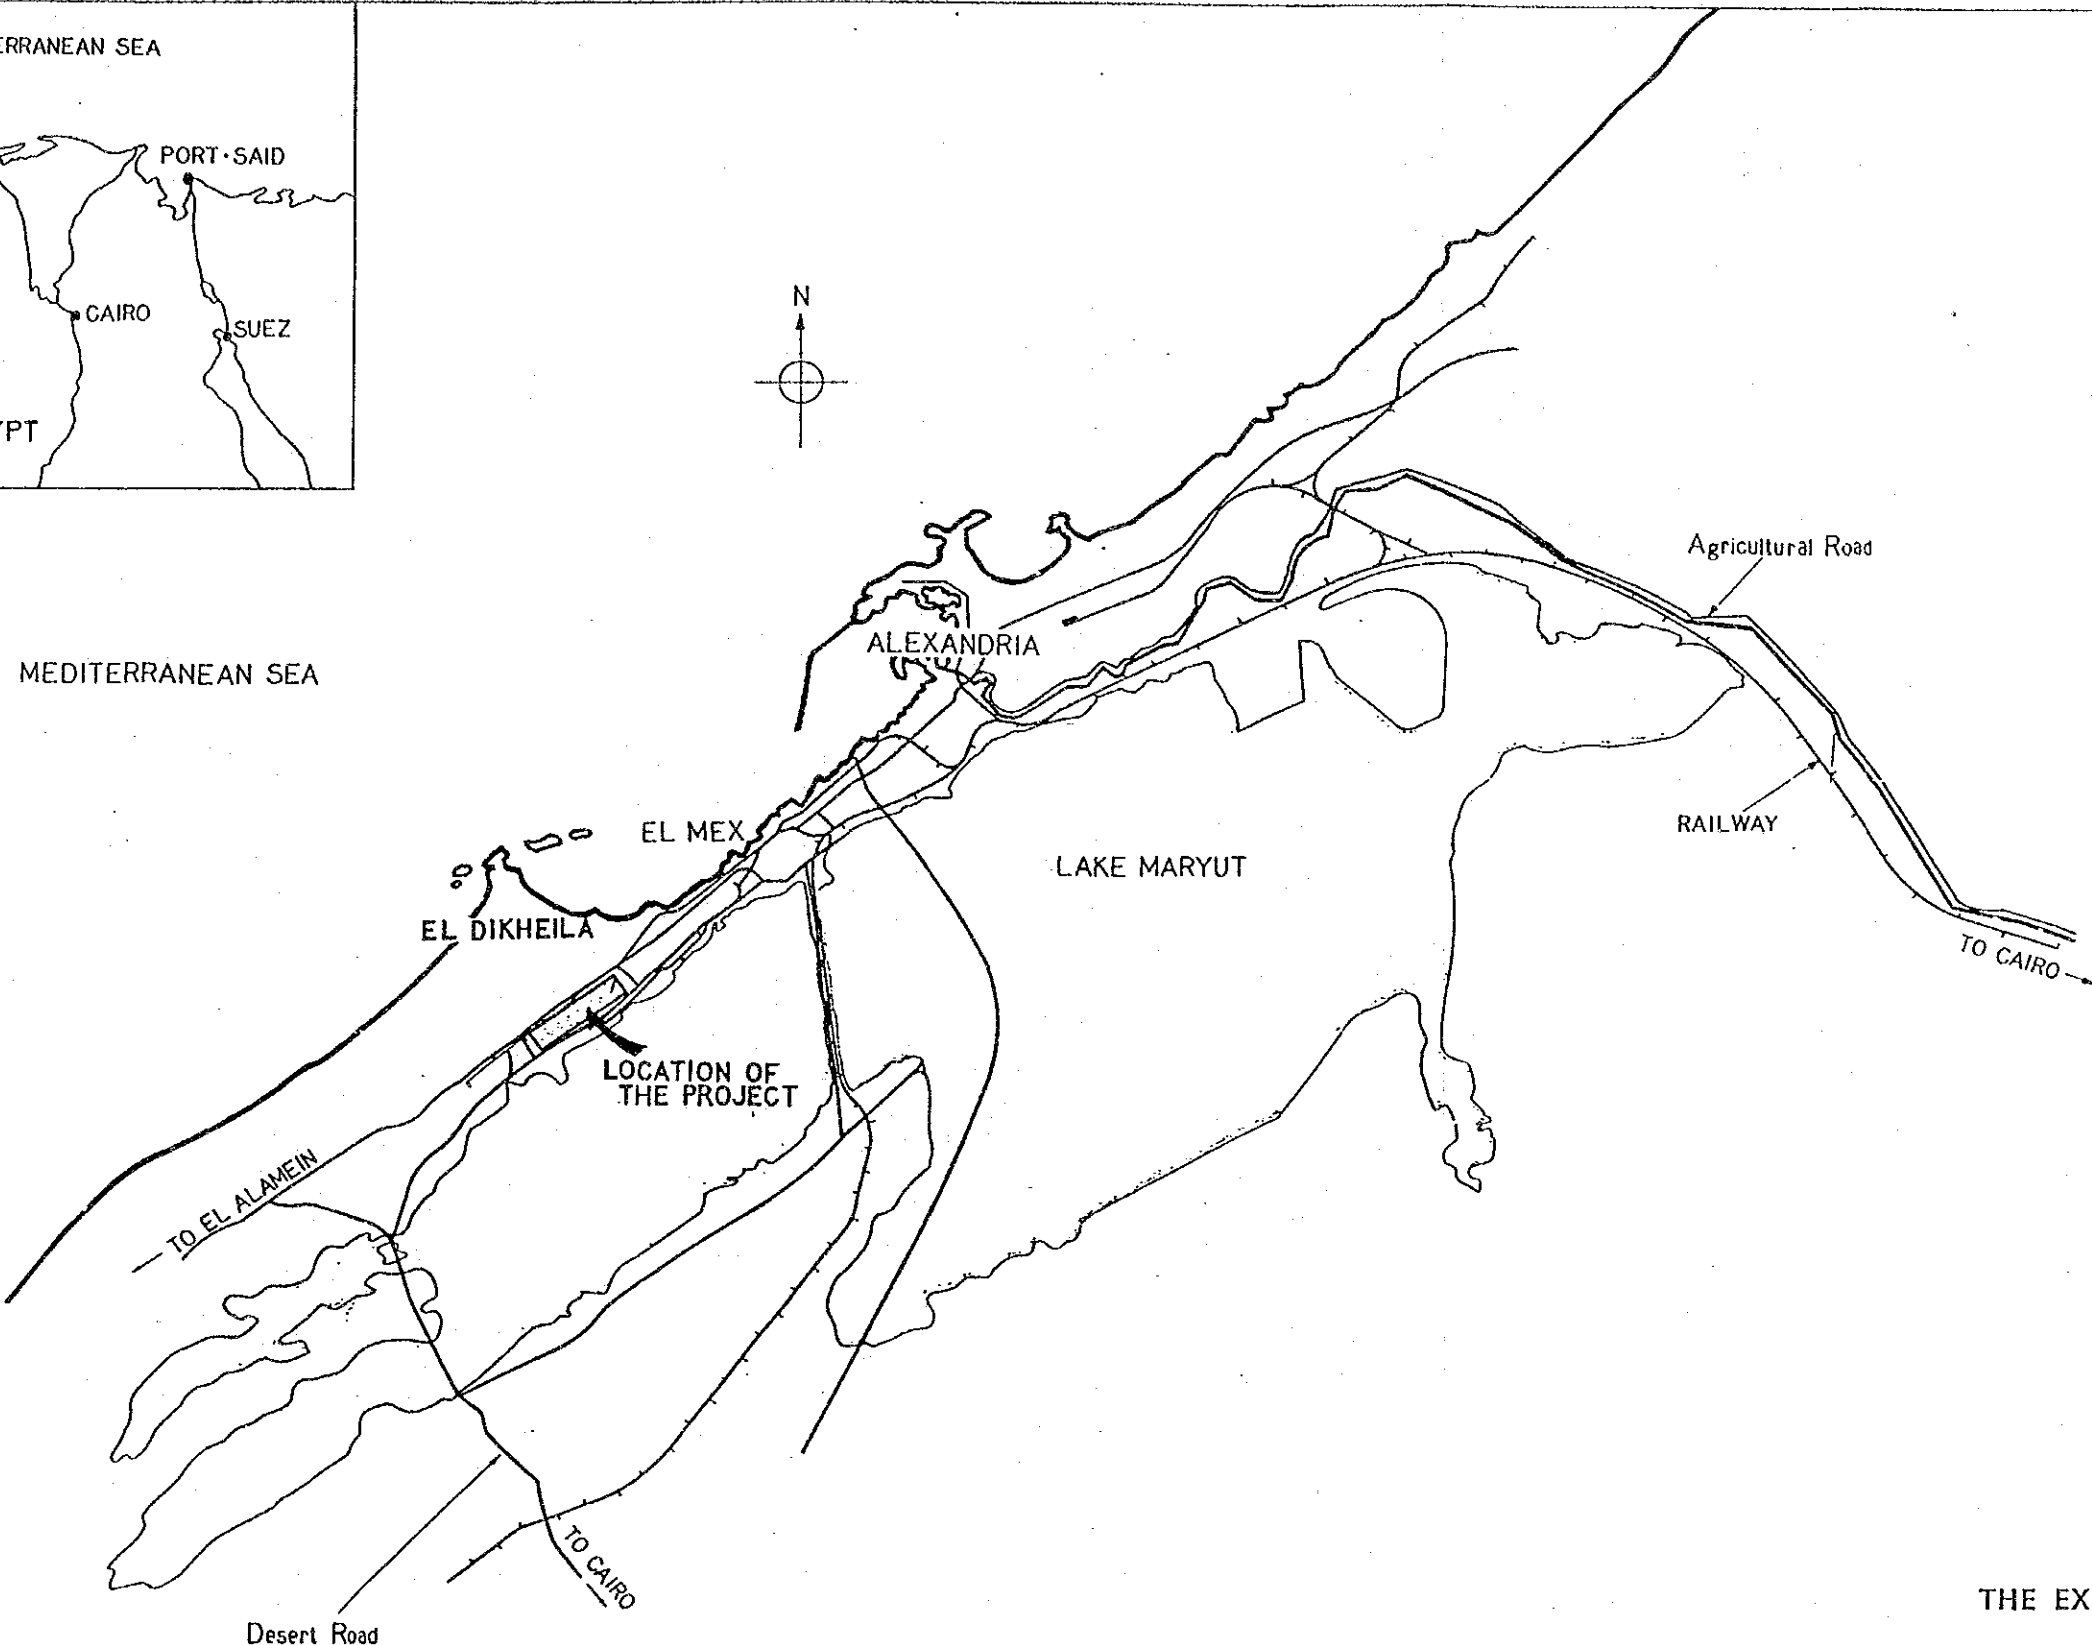 ERRANEAN SEA
PORT·SAID
CAIRO
SUEZ
YPT
N
Agricultural Road
ALEXANDRIA
MEDITERRANEAN SEA
EL MEX
RAILWAY
LAKE MARYUT
EL DIKHEILA
TO CAIRO
LOCATION OF
THE PROJECT
TO EL ALAMEIN
TO CAIRO
THE EX
Desert Road